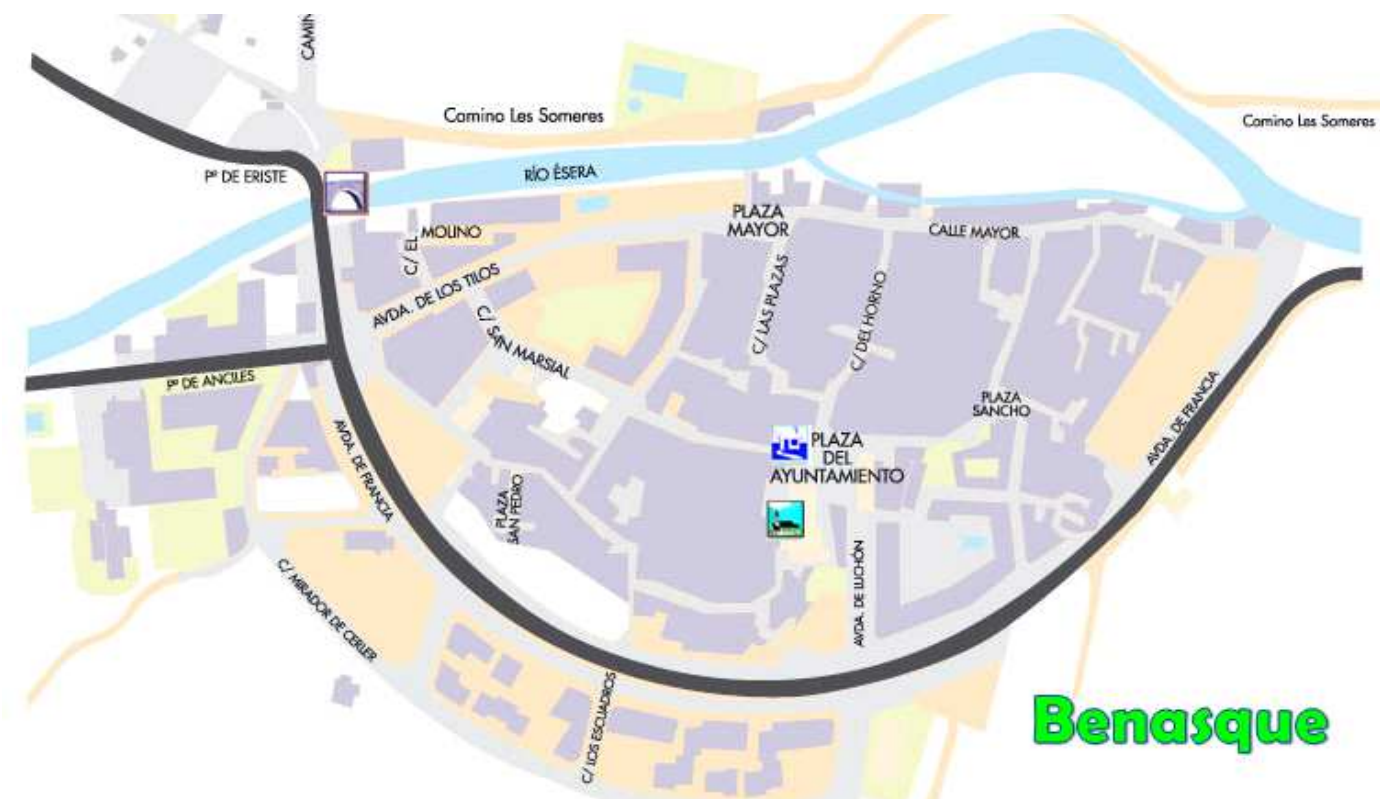 CAMIN
Camino Les Someres
Camino Les Someres
Pº DE ERISTE
RÍO ÉSERA
PLAZA
MAYOR
C/ EL
MOLINO
CALLE MAYOR
AVDA. DE LOS TILOS
C/ LAS PLAZAS
C/ DEL HORNO
C/ SAN MARSIAL
Pº DE ANCILES
PLAZA
SANCHO
AVDA. DE FRANCIA
AVDA. DE FRANCIA
PLAZA
DEL
AYUNTAMIENTO
PLAZA
SAN PEDRO
AVDA. DE LUCHÓN
C/ MIRADOR DE CERLER
C/ LOS ESCUADROS
Benasque